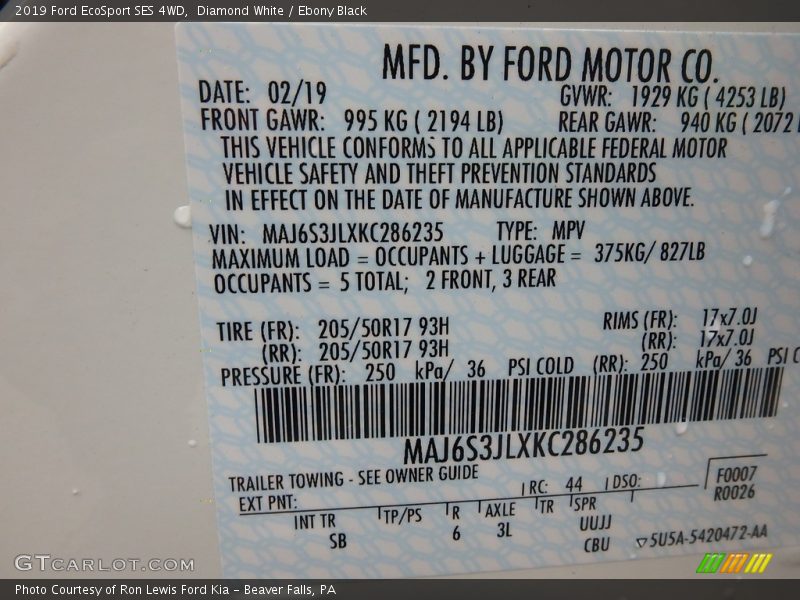 2019 Ford EcoSport SES 4WD, Diamond White / Ebony Black
MFD. BY FORD MOTOR CO.
DATE: 02/19 GVWR: 1929 KG ( 4253 LB)
FRONT GAWR: 995 KG ( 2194 LB) REAR GAWR: 940 KG ( 2072
THIS VEHICLE CONFORMS TO ALL APPLICABLE FEDERAL MOTOR
VEHICLE SAFETY AND THEFT PREVENTION STANDARDS
IN EFFECT ON THE DATE OF MANUFACTURE SHOWN ABOVE.
VIN: MAJ6S3JLXKC286235 TYPE: MPV
MAXIMUM LOAD = OCCUPANTS + LUGGAGE = 375KG/ 827LB
OCCUPANTS = 5 TOTAL; 2 FRONT, 3 REAR
TIRE (FR): 205/50R17 93H RIMS (FR): 17x7.0J
(RR): 205/50R17 93H (RR): 17x7.0J
PRESSURE (FR): 250 kPa/ 36 PSI COLD (RR): 250 kPa/ 36 PSI C
MAJ6S3JLXKC286235
TRAILER TOWING - SEE OWNER GUIDE
EXT PNT: RC: 44 DSO: F0007
R0026
INT TR TP/PS R AXLE TR SPR
SB 6 3L UUJJ
CBU 5U5A-5420472-AA
GTCARLOT.COM
Photo Courtesy of Ron Lewis Ford Kia - Beaver Falls, PA